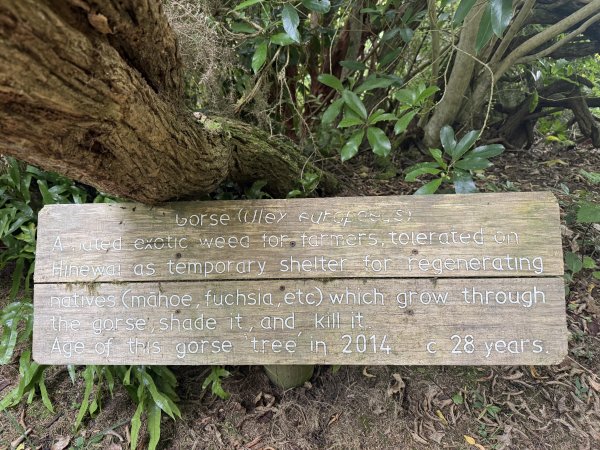 Gorse (Ulex europaeus)
A hated exotic weed for farmers, tolerated on
Hinewai as temporary shelter for regenerating
natives (māhoe, fuchsia, etc) which grow through
the gorse, shade it, and kill it.
Age of this gorse 'tree' in 2014 c 28 years.